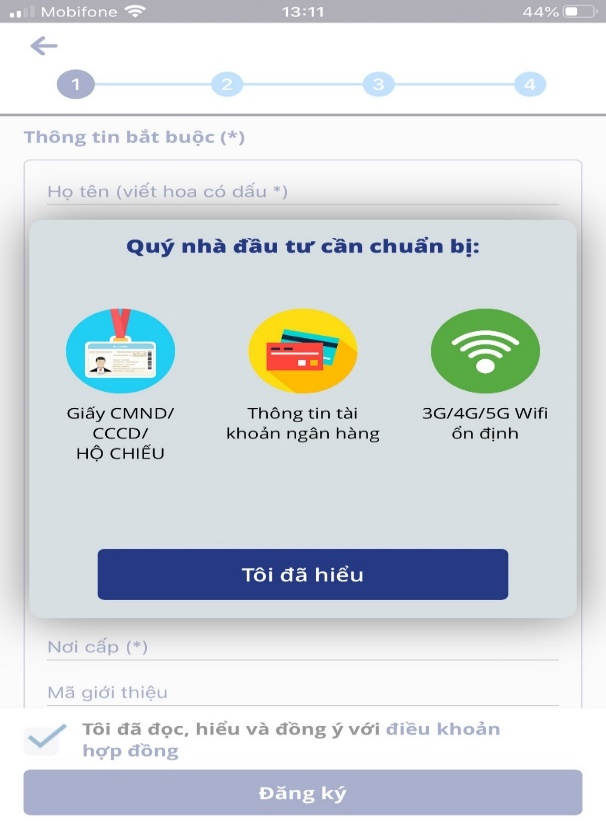 Mobifone 13:11 44%
1 2 3 4
Thông tin bắt buộc (*)
Họ tên (viết hoa có dấu *)
Quý nhà đầu tư cần chuẩn bị:
Giấy CMND/
CCCD/
HỘ CHIẾU
Thông tin tài
khoản ngân hàng
3G/4G/5G Wifi
ổn định
Tôi đã hiểu
Nơi cấp (*)
Mã giới thiệu
Tôi đã đọc, hiểu và đồng ý với điều khoản
hợp đồng
Đăng ký